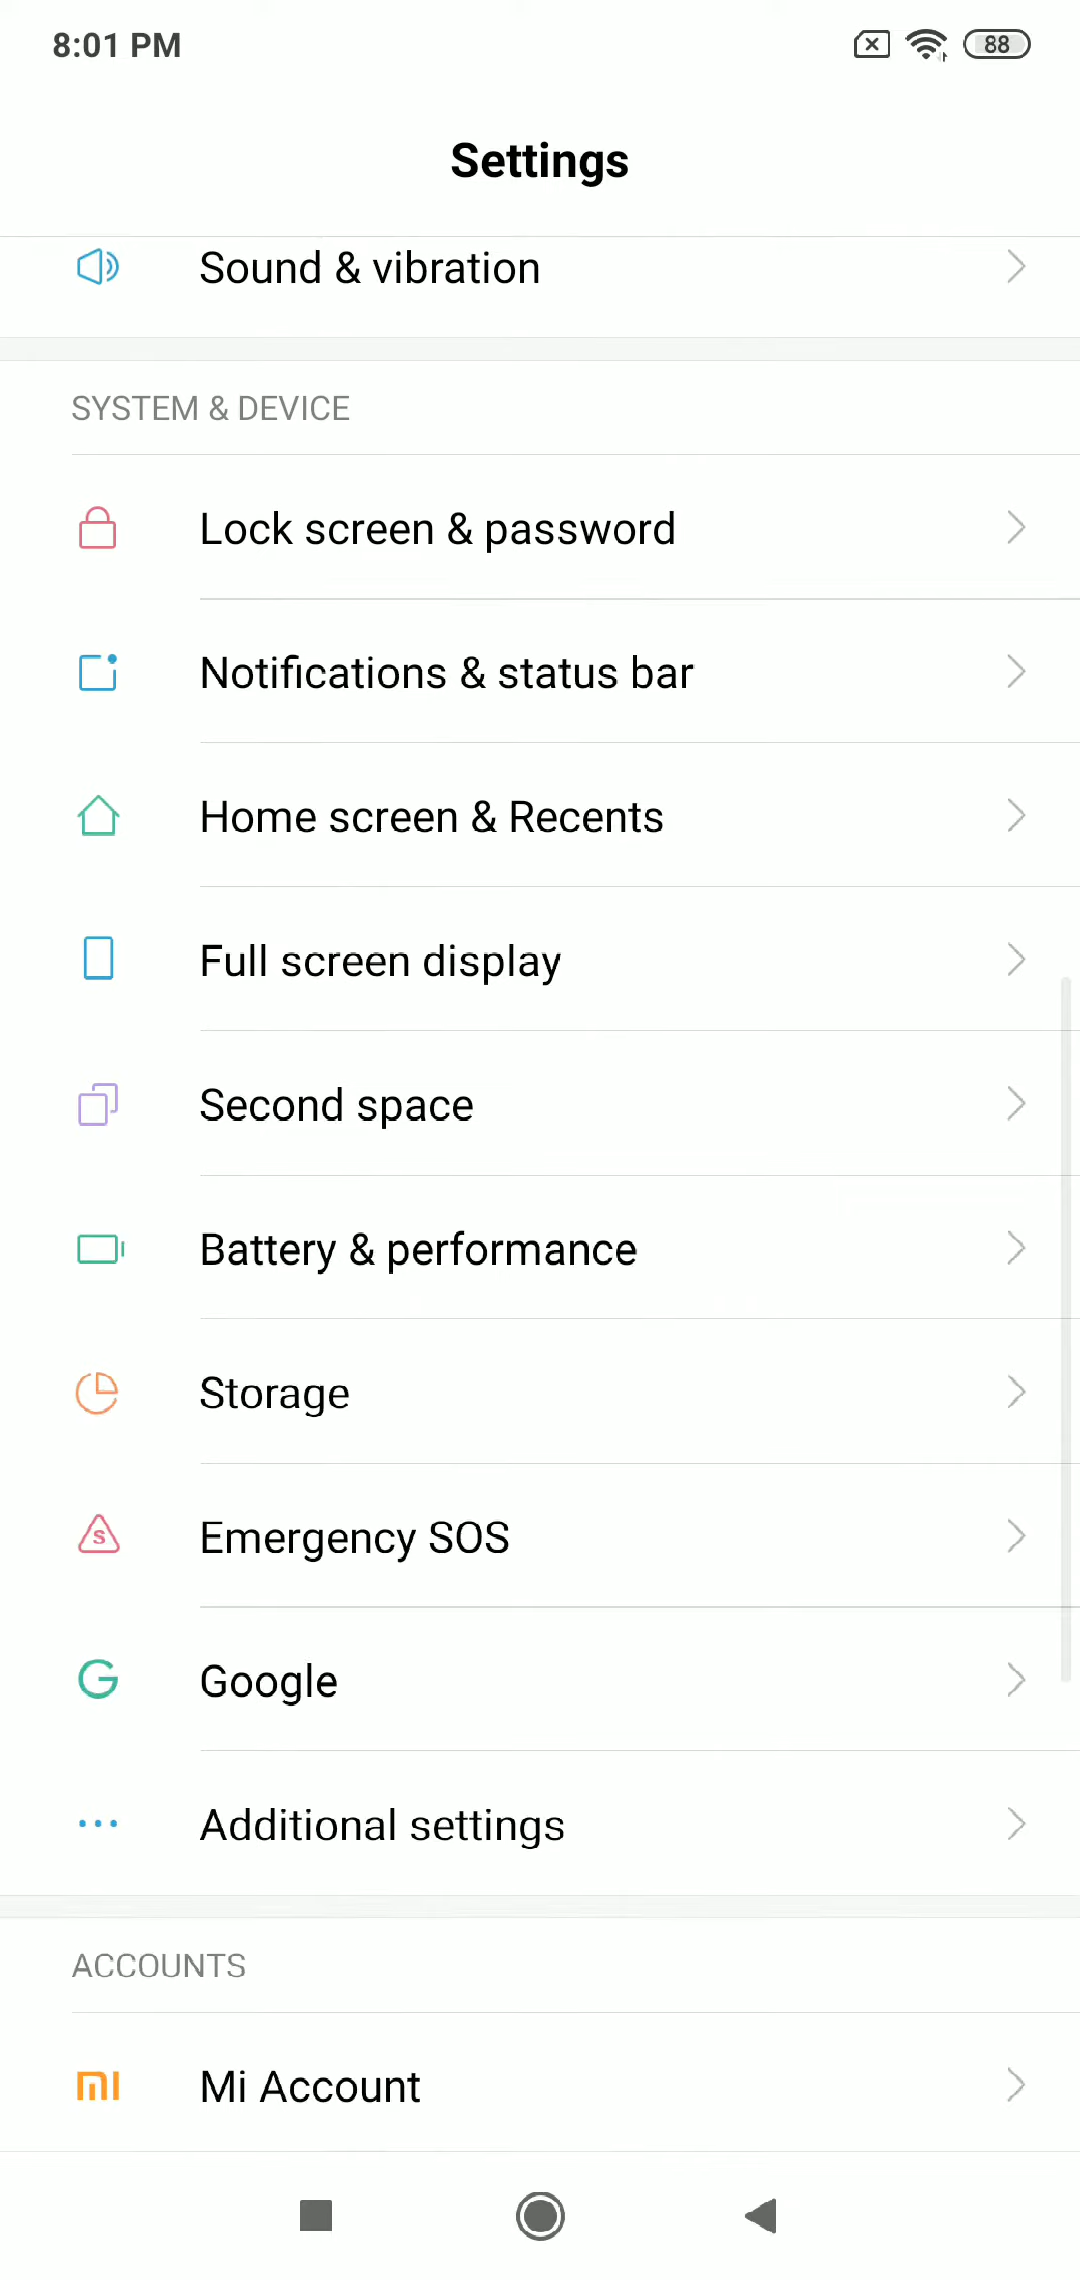 8:01 PM
88
Settings
Sound & vibration
SYSTEM & DEVICE
Lock screen & password
Notifications & status bar
Home screen & Recents
Full screen display
Second space
Battery & performance
Storage
S
Emergency SOS
G
Google
Additional settings
ACCOUNTS
MI
Mi Account